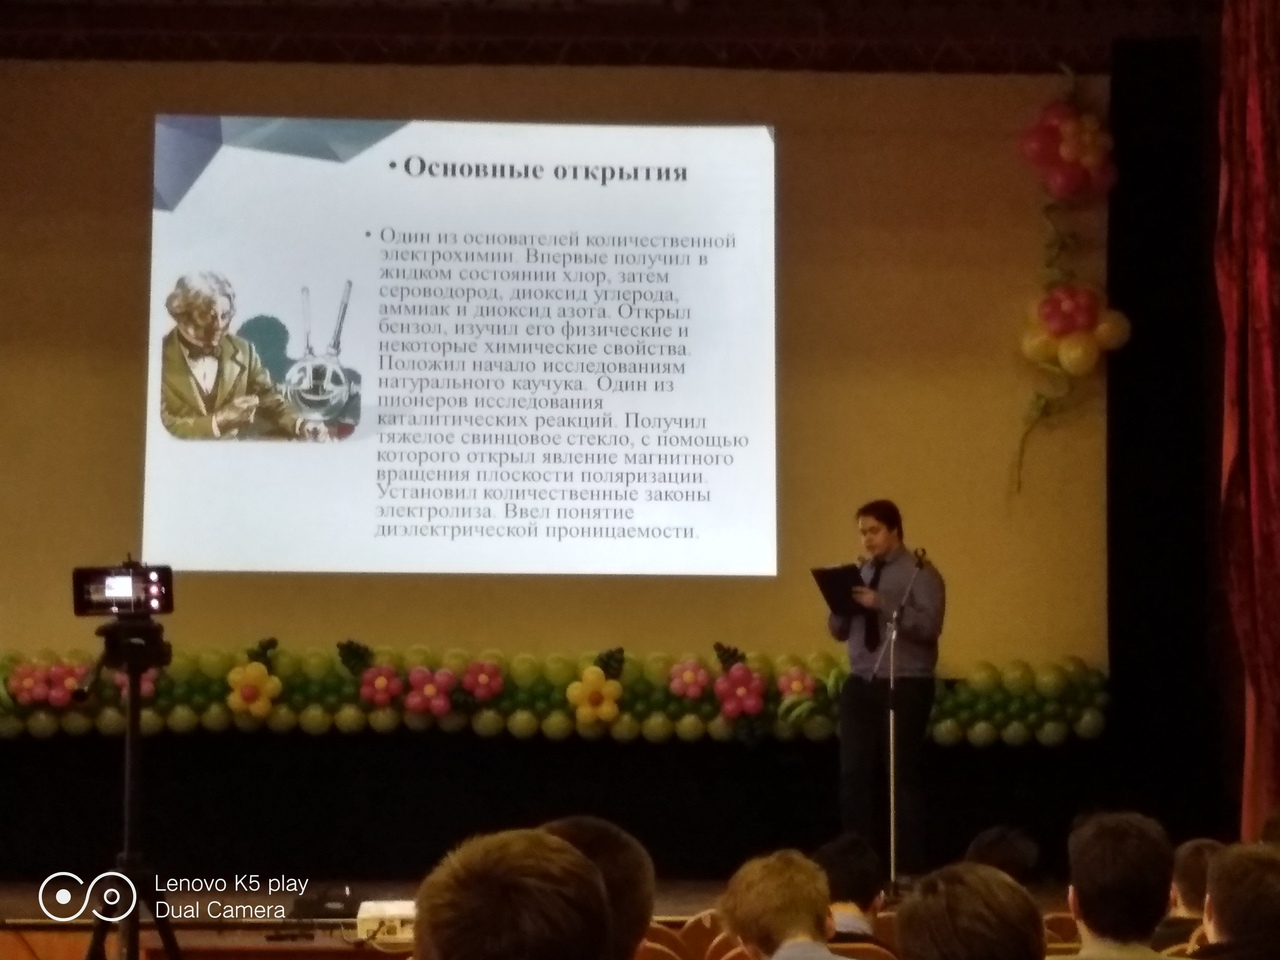 • Основные открытия
• Один из основателей количественной
электрохимии. Впервые получил в
жидком состоянии хлор, затем
сероводород, диоксид углерода,
аммиак и диоксид азота. Открыл
бензол, изучил его физические и
некоторые химические свойства.
Положил начало исследованиям
натурального каучука. Один из
пионеров исследования
каталитических реакций. Получил
тяжелое свинцовое стекло, с помощью
которого открыл явление магнитного
вращения плоскости поляризации.
Установил количественные законы
электролиза. Ввел понятие
диэлектрической проницаемости.
Lenovo K5 play
Dual Camera